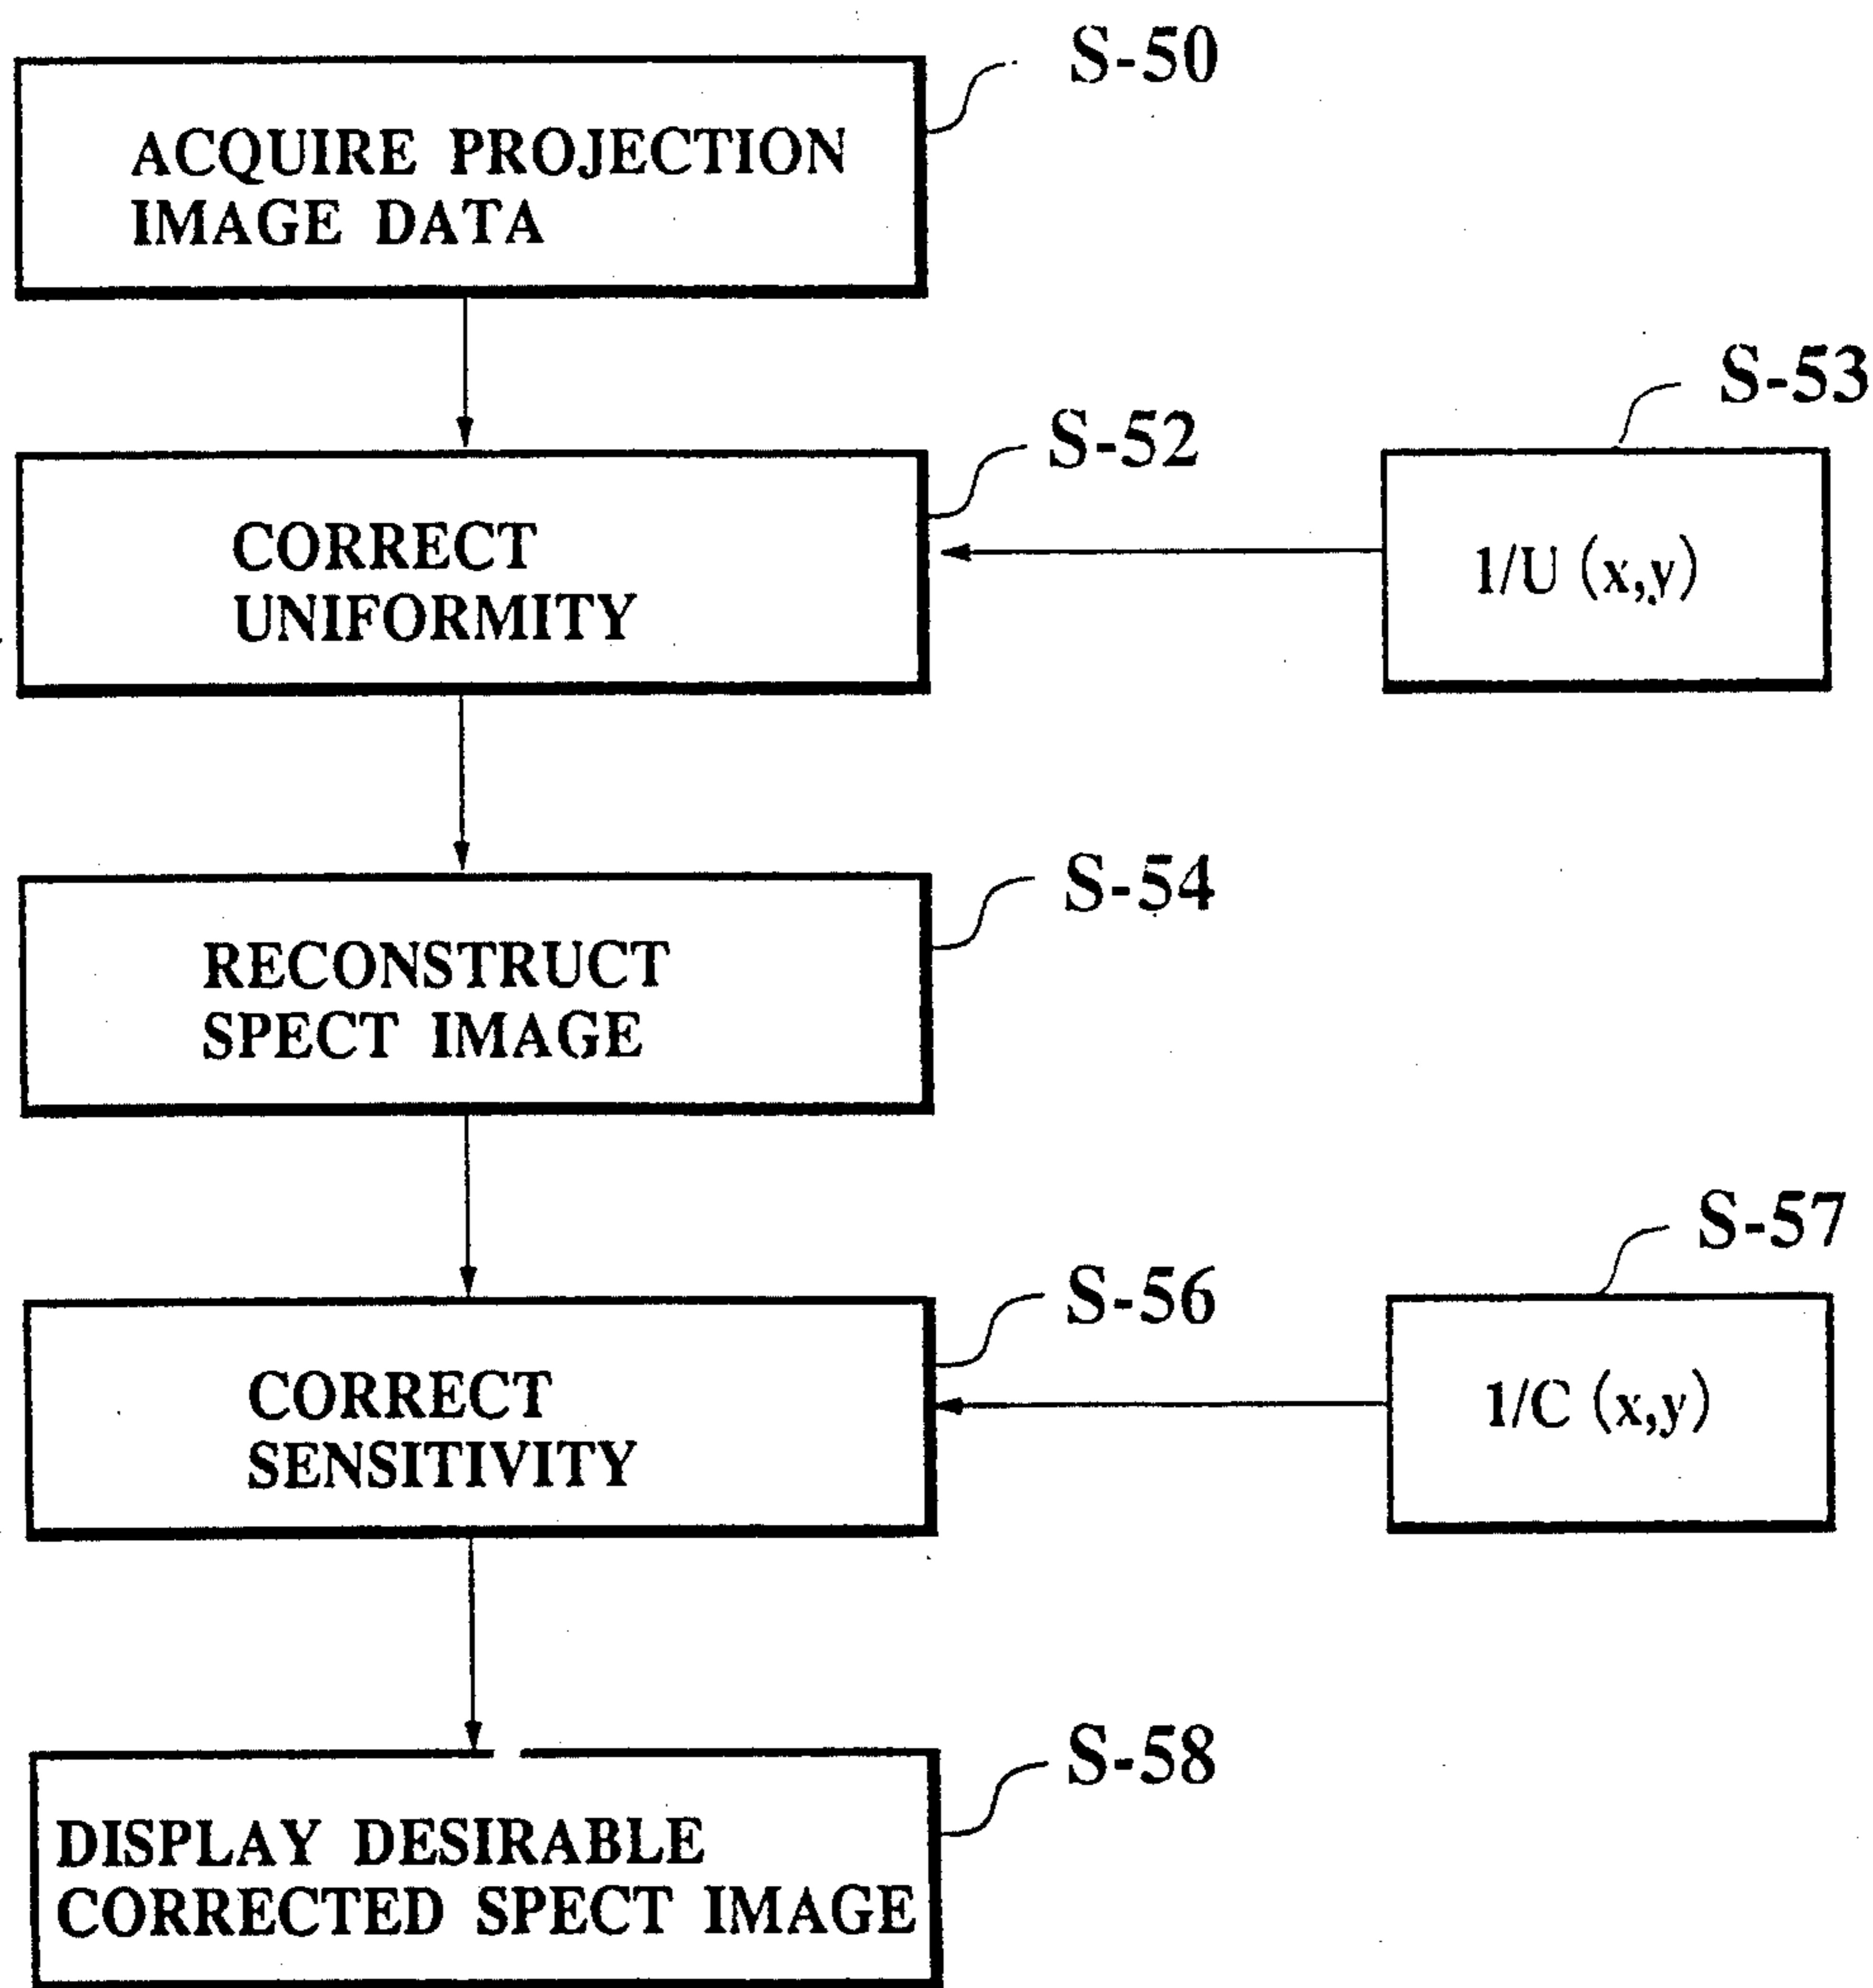 S-50
ACQUIRE PROJECTION
IMAGE DATA
S-53
S-52
CORRECT
UNIFORMITY
1/U (x,y)
S-54
RECONSTRUCT
SPECT IMAGE
S-57
S-56
CORRECT
SENSITIVITY
1/C (x,y)
S-58
DISPLAY DESIRABLE
CORRECTED SPECT IMAGE